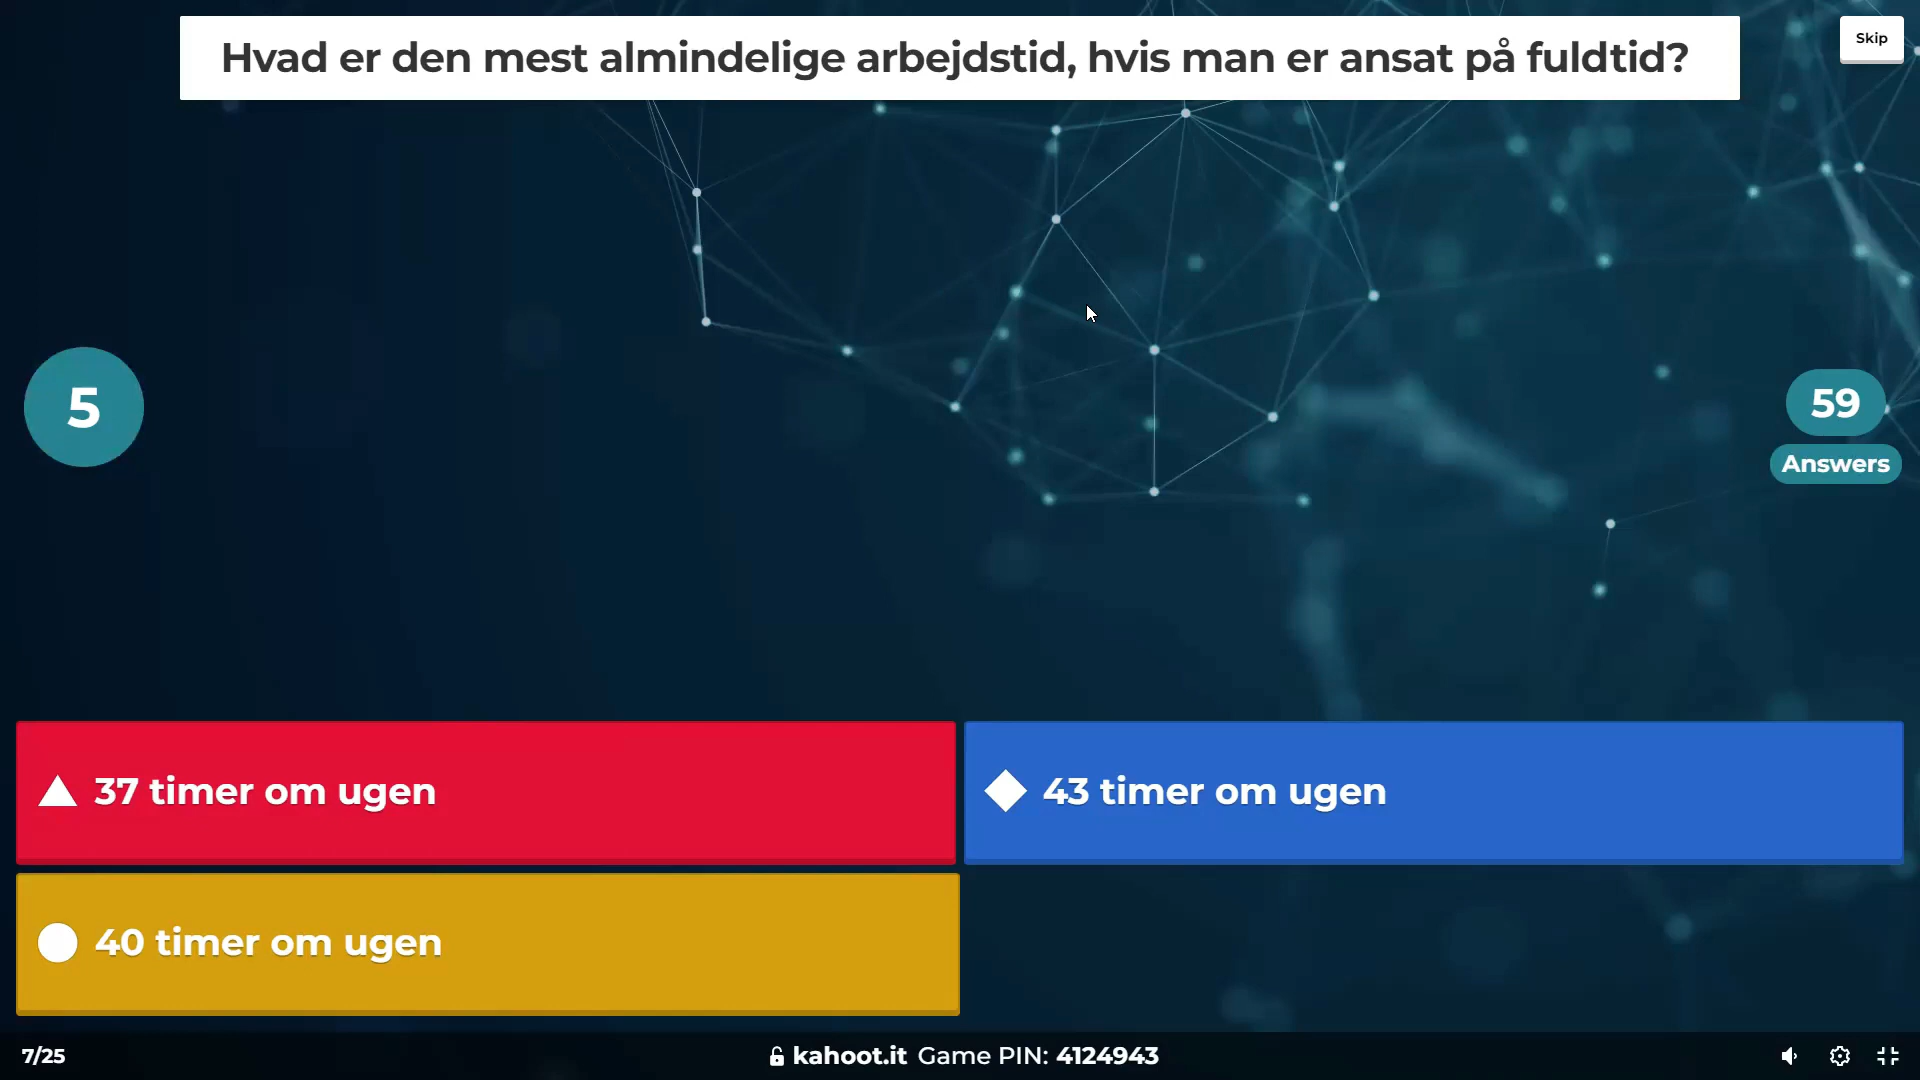 Hvad er den mest almindelige arbejdstid, hvis man er ansat på fuldtid?
Skip
5
59
Answers
37 timer om ugen
43 timer om ugen
40 timer om ugen
7/25
kahoot.it Game PIN: 4124943